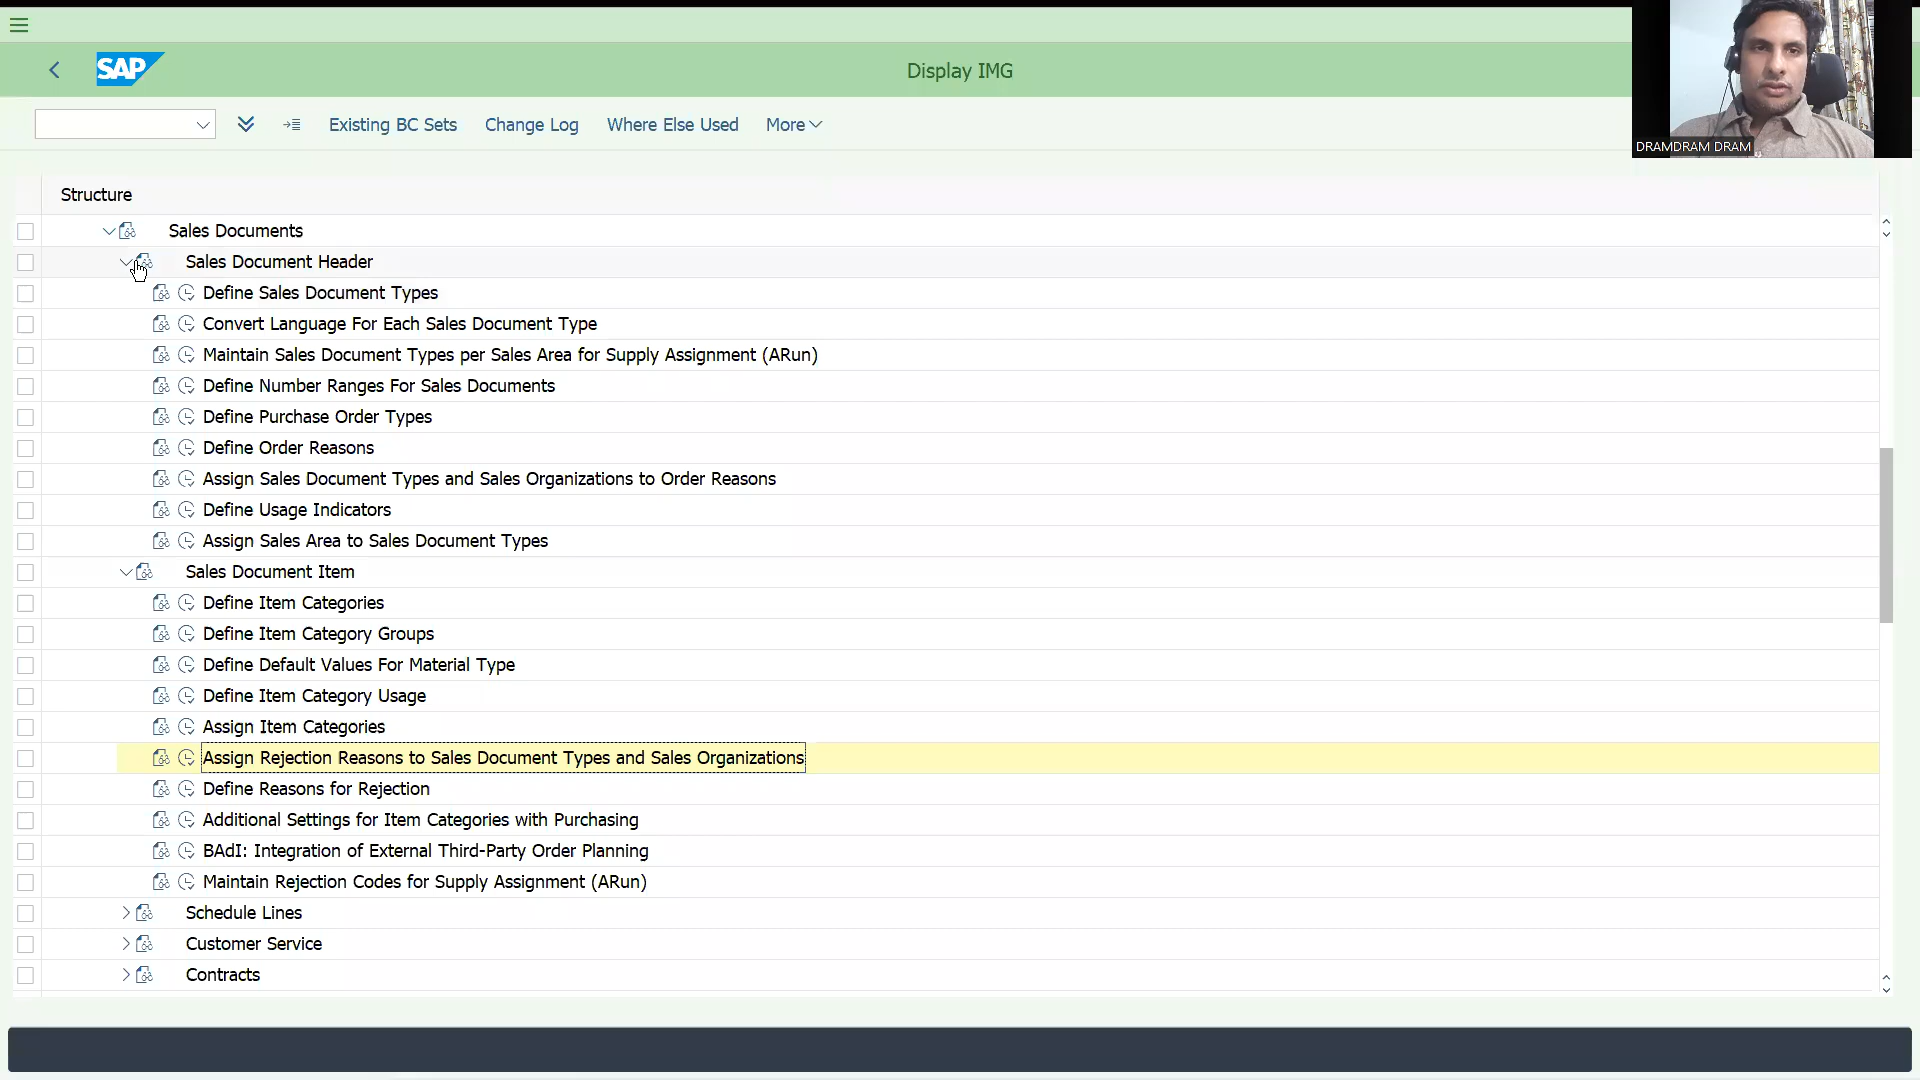 SAP
Display IMG
Existing BC Sets
Change Log
Where Else Used
More
DRAMDRAM DRAM
Structure
Sales Documents
Sales Document Header
Define Sales Document Types
Convert Language For Each Sales Document Type
Maintain Sales Document Types per Sales Area for Supply Assignment (ARun)
Define Number Ranges For Sales Documents
Define Purchase Order Types
Define Order Reasons
Assign Sales Document Types and Sales Organizations to Order Reasons
Define Usage Indicators
Assign Sales Area to Sales Document Types
Sales Document Item
Define Item Categories
Define Item Category Groups
Define Default Values For Material Type
Define Item Category Usage
Assign Item Categories
Assign Rejection Reasons to Sales Document Types and Sales Organizations
Define Reasons for Rejection
Additional Settings for Item Categories with Purchasing
BAdI: Integration of External Third-Party Order Planning
Maintain Rejection Codes for Supply Assignment (ARun)
Schedule Lines
Customer Service
Contracts